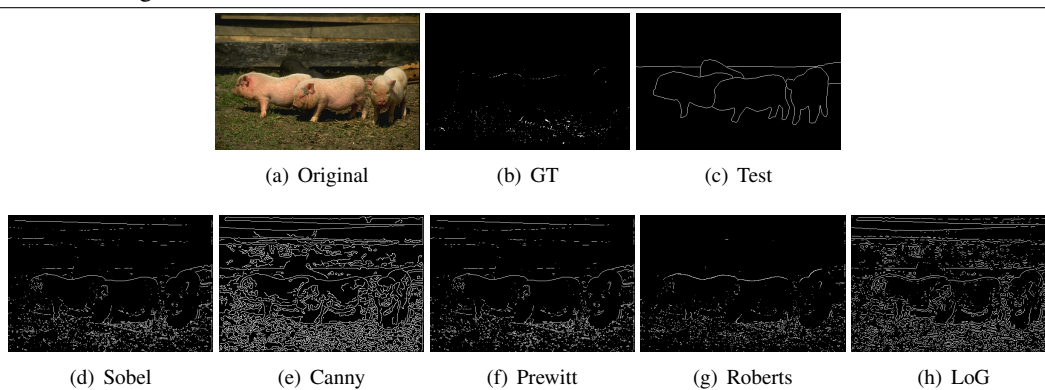 (a) Original
(b) GT
(c) Test
(d) Sobel
(e) Canny
(f) Prewitt
(g) Roberts
(h) LoG